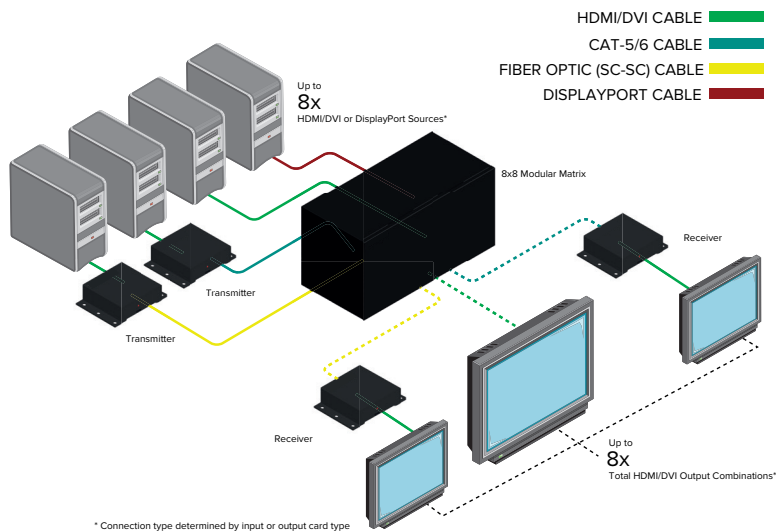 HDMI/DVI CABLE
CAT-5/6 CABLE
FIBER OPTIC (SC-SC) CABLE
DISPLAYPORT CABLE
Up to
8x
HDMI/DVI or DisplayPort Sources*
8x8 Modular Matrix
Receiver
Transmitter
Transmitter
Receiver
Up to
8x
Total HDMI/DVI Output Combinations*
* Connection type determined by input or output card type